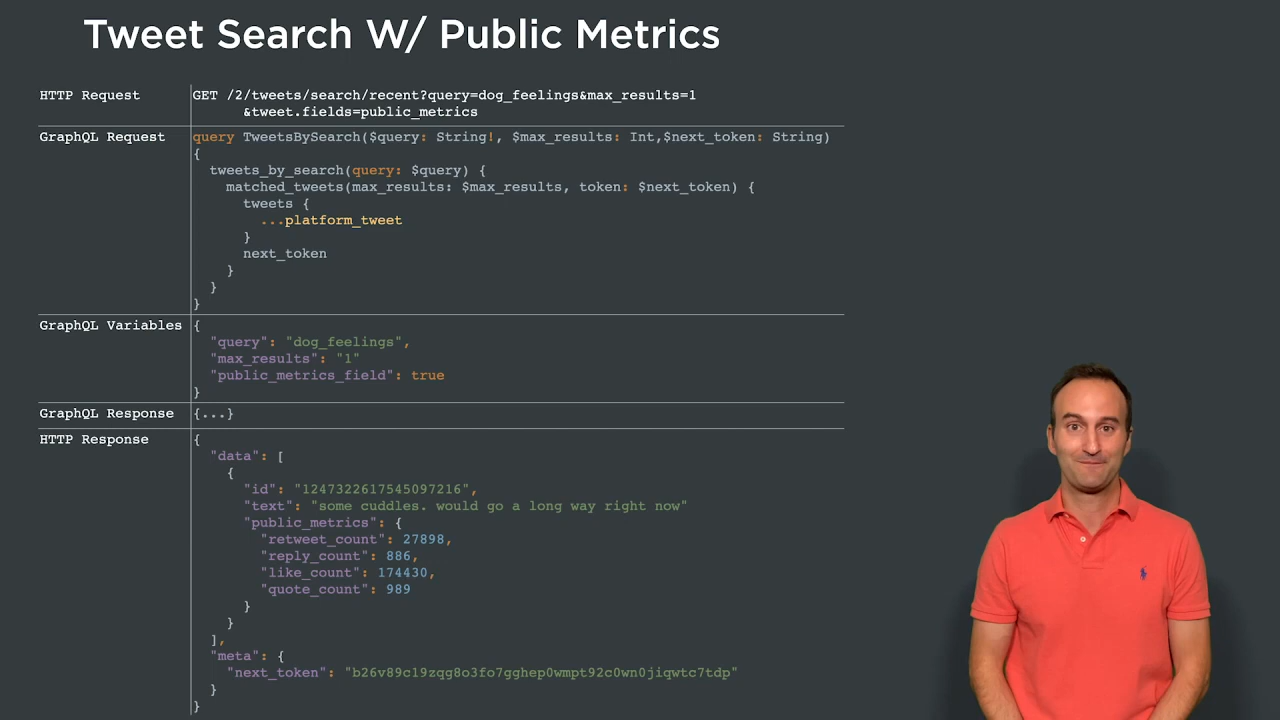 Tweet Search W/ Public Metrics
HTTP Request
GET /2/tweets/search/recent?query=dog_feelings&max_results=1
&tweet.fields=public_metrics
GraphQL Request
query TweetsBySearch($query: String!, $max_results: Int,$next_token: String)
{
tweets_by_search(query: $query) {
matched_tweets(max_results: $max_results, token: $next_token) {
tweets {
...platform_tweet
}
next_token
}
}
}
GraphQL Variables
{
"query": "dog_feelings",
"max_results": "1"
"public_metrics_field": true
}
GraphQL Response
{...}
HTTP Response
{
"data": [
{
"id": "1247322617545097216",
"text": "some cuddles. would go a long way right now"
"public_metrics": {
"retweet_count": 27898,
"reply_count": 886,
"like_count": 174430,
"quote_count": 989
}
}
],
"meta": {
"next_token": "b26v89c19zqg8o3fo7gghep0wmpt92c0wn0jiqwtc7tdp"
}
}